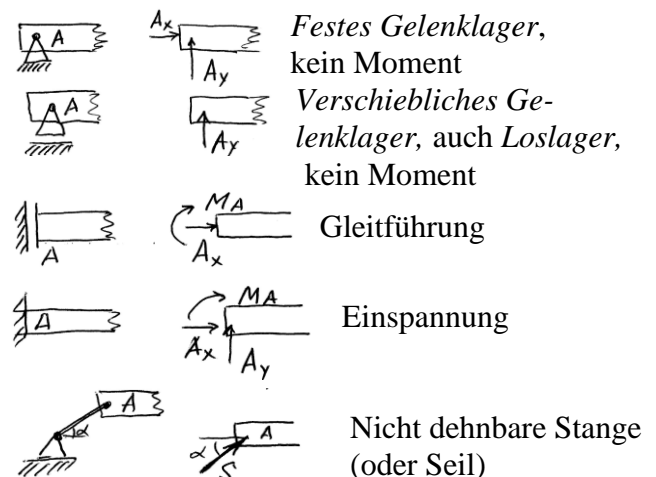 A Ax Festes Gelenklager,
Ay kein Moment
A Ay Verschiebliches Ge-
lenklager, auch Loslager,
kein Moment
A MA Ax Gleitführung
A MA Ax Ay Einspannung
A α A α S Nicht dehnbare Stange
(oder Seil)